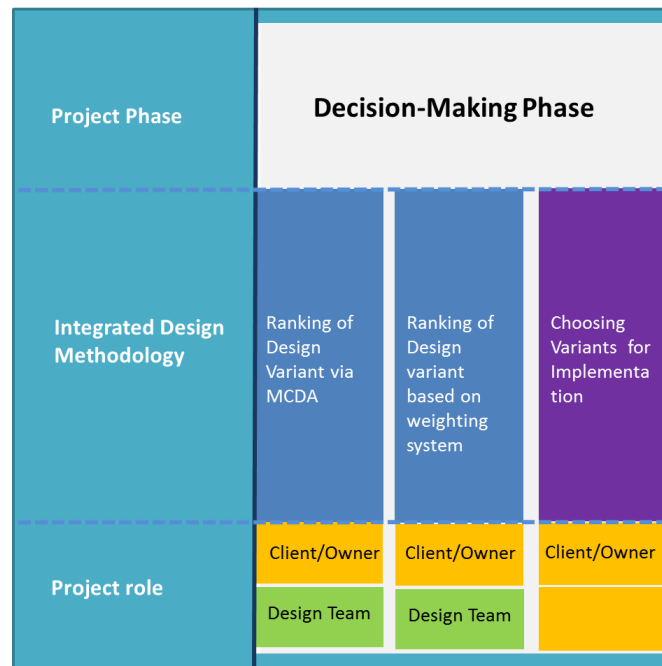 Project Phase
Decision-Making Phase
Integrated Design
Methodology
Ranking of
Design
Variant via
MCDA
Ranking of
Design
variant
based on
weighting
system
Choosing
Variants for
Implementa
tion
Project role
Client/Owner
Client/Owner
Client/Owner
Design Team
Design Team